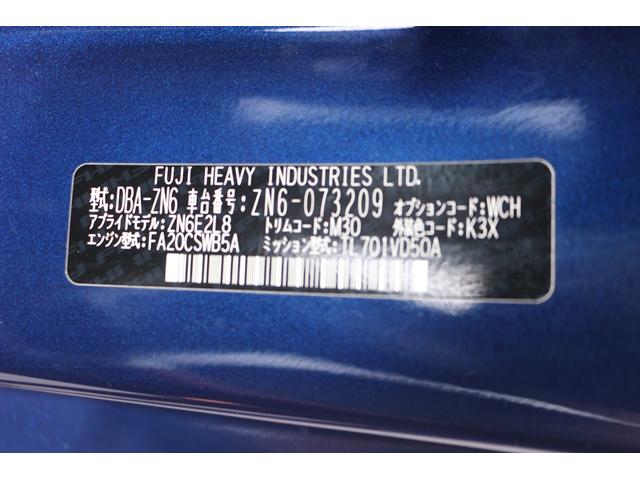 FUJI HEAVY INDUSTRIES LTD.
型式:DBA-ZN6 車台番号:ZN6-073209 オプションコード:WCH
アプライドモデル:ZN6E2L8 トリムコード:M30 外装色コード:K3X
エンジン型式:FA20CSWB5A ミッション型式:TL701VD50A